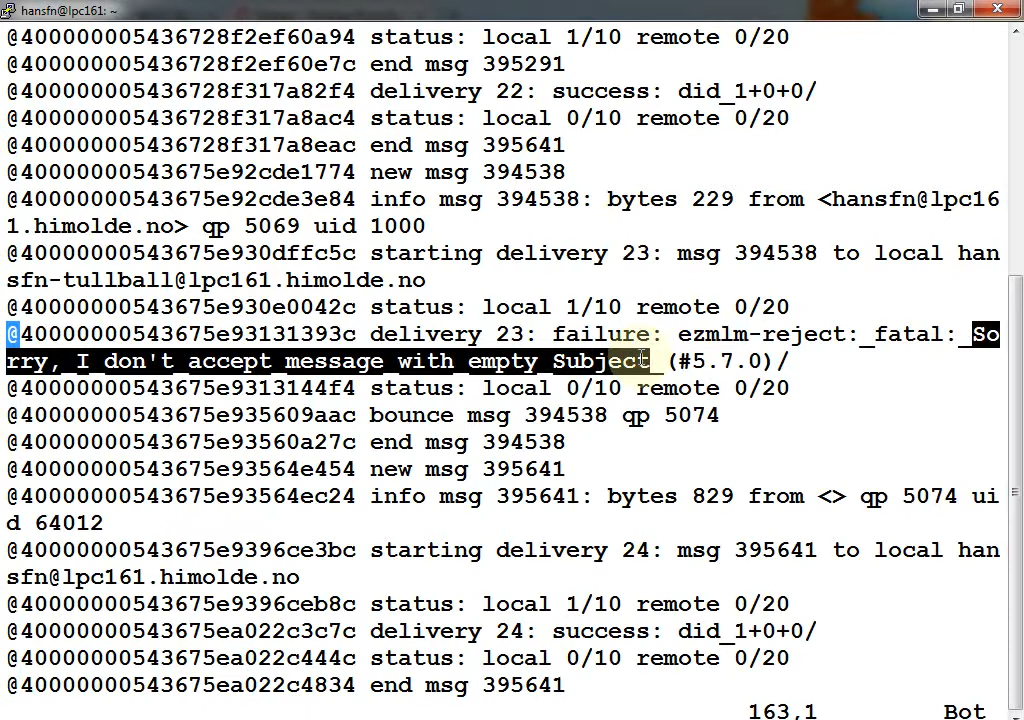 hansfn@lpc161: ~
@400000005436728f2ef60a94 status: local 1/10 remote 0/20
@400000005436728f2ef60e7c end msg 395291
@400000005436728f317a82f4 delivery 22: success: did_1+0+0/
@400000005436728f317a8ac4 status: local 0/10 remote 0/20
@400000005436728f317a8eac end msg 395641
@40000000543675e92cde1774 new msg 394538
@40000000543675e92cde3e84 info msg 394538: bytes 229 from <hansfn@lpc16
1.himolde.no> qp 5069 uid 1000
@40000000543675e930dffc5c starting delivery 23: msg 394538 to local han
sfn-tullball@lpc161.himolde.no
@40000000543675e930e0042c status: local 1/10 remote 0/20
@40000000543675e93131393c delivery 23: failure: ezmlm-reject:_fatal:_So
rry,_I_don't_accept_message_with_empty_Subject_(#5.7.0)/
@40000000543675e9313144f4 status: local 0/10 remote 0/20
@40000000543675e935609aac bounce msg 394538 qp 5074
@40000000543675e93560a27c end msg 394538
@40000000543675e93564e454 new msg 395641
@40000000543675e93564ec24 info msg 395641: bytes 829 from <> qp 5074 ui
d 64012
@40000000543675e9396ce3bc starting delivery 24: msg 395641 to local han
sfn@lpc161.himolde.no
@40000000543675e9396ceb8c status: local 1/10 remote 0/20
@40000000543675ea022c3c7c delivery 24: success: did_1+0+0/
@40000000543675ea022c444c status: local 0/10 remote 0/20
@40000000543675ea022c4834 end msg 395641
163,1 Bot